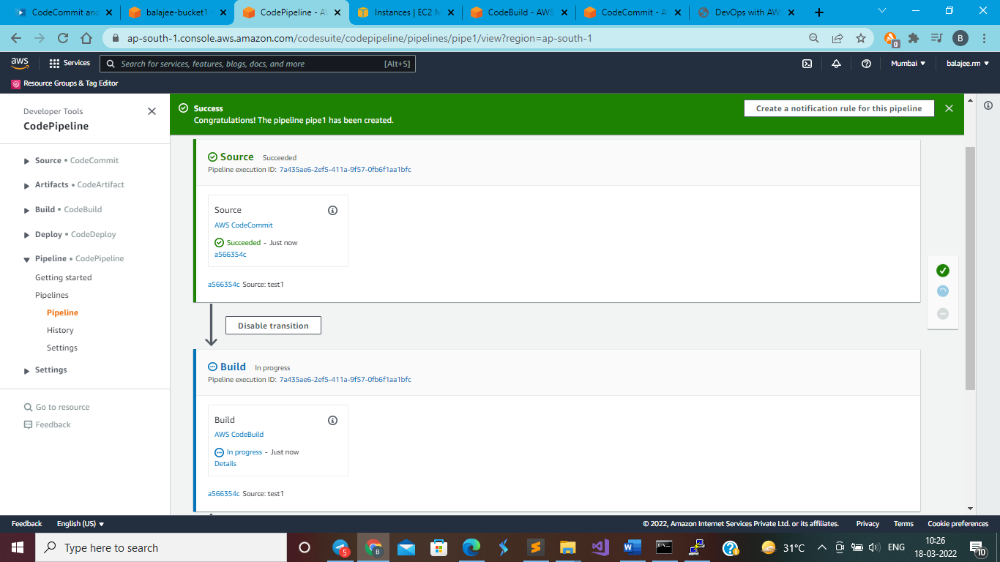 CodeCommit and
balajee-bucket1 -
CodePipeline - A
Instances | EC2 M
CodeBuild - AWS
CodeCommit - A
DevOps with AW
ap-south-1.console.aws.amazon.com/codesuite/codepipeline/pipelines/pipe1/view?region=ap-south-1
0
B
aws
Services
Search for services, features, blogs, docs, and more
[Alt+S]
Mumbai
balajee.rm
Resource Groups & Tag Editor
Developer Tools
CodePipeline
Source • CodeCommit
Artifacts • CodeArtifact
Build • CodeBuild
Deploy • CodeDeploy
Pipeline • CodePipeline
Getting started
Pipelines
Pipeline
History
Settings
Settings
Go to resource
Feedback
Success
Congratulations! The pipeline pipe1 has been created.
Create a notification rule for this pipeline
Source Succeeded
Pipeline execution ID: 7a435ae6-2ef5-411a-9f57-0fb6f1aa1bfc
Source
AWS CodeCommit
Succeeded - Just now
a566354c
a566354c Source: test1
Disable transition
Build In progress
Pipeline execution ID: 7a435ae6-2ef5-411a-9f57-0fb6f1aa1bfc
Build
AWS CodeBuild
In progress - Just now
Details
a566354c Source: test1
Feedback
English (US)
© 2022, Amazon Internet Services Private Ltd. or its affiliates.
Privacy
Terms
Cookie preferences
Type here to search
5
B
31°C
ENG
10:26
18-03-2022
10